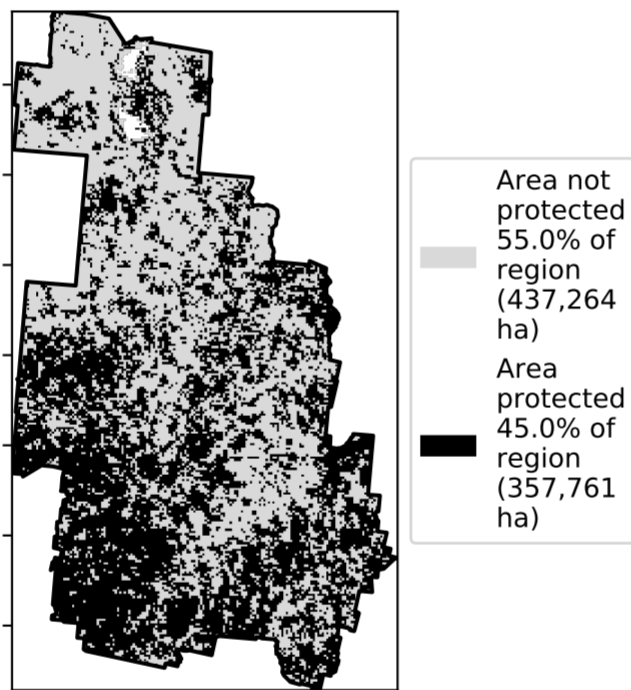 Area not
protected
55.0% of
region
(437,264
ha)
Area
protected
45.0% of
region
(357,761
ha)